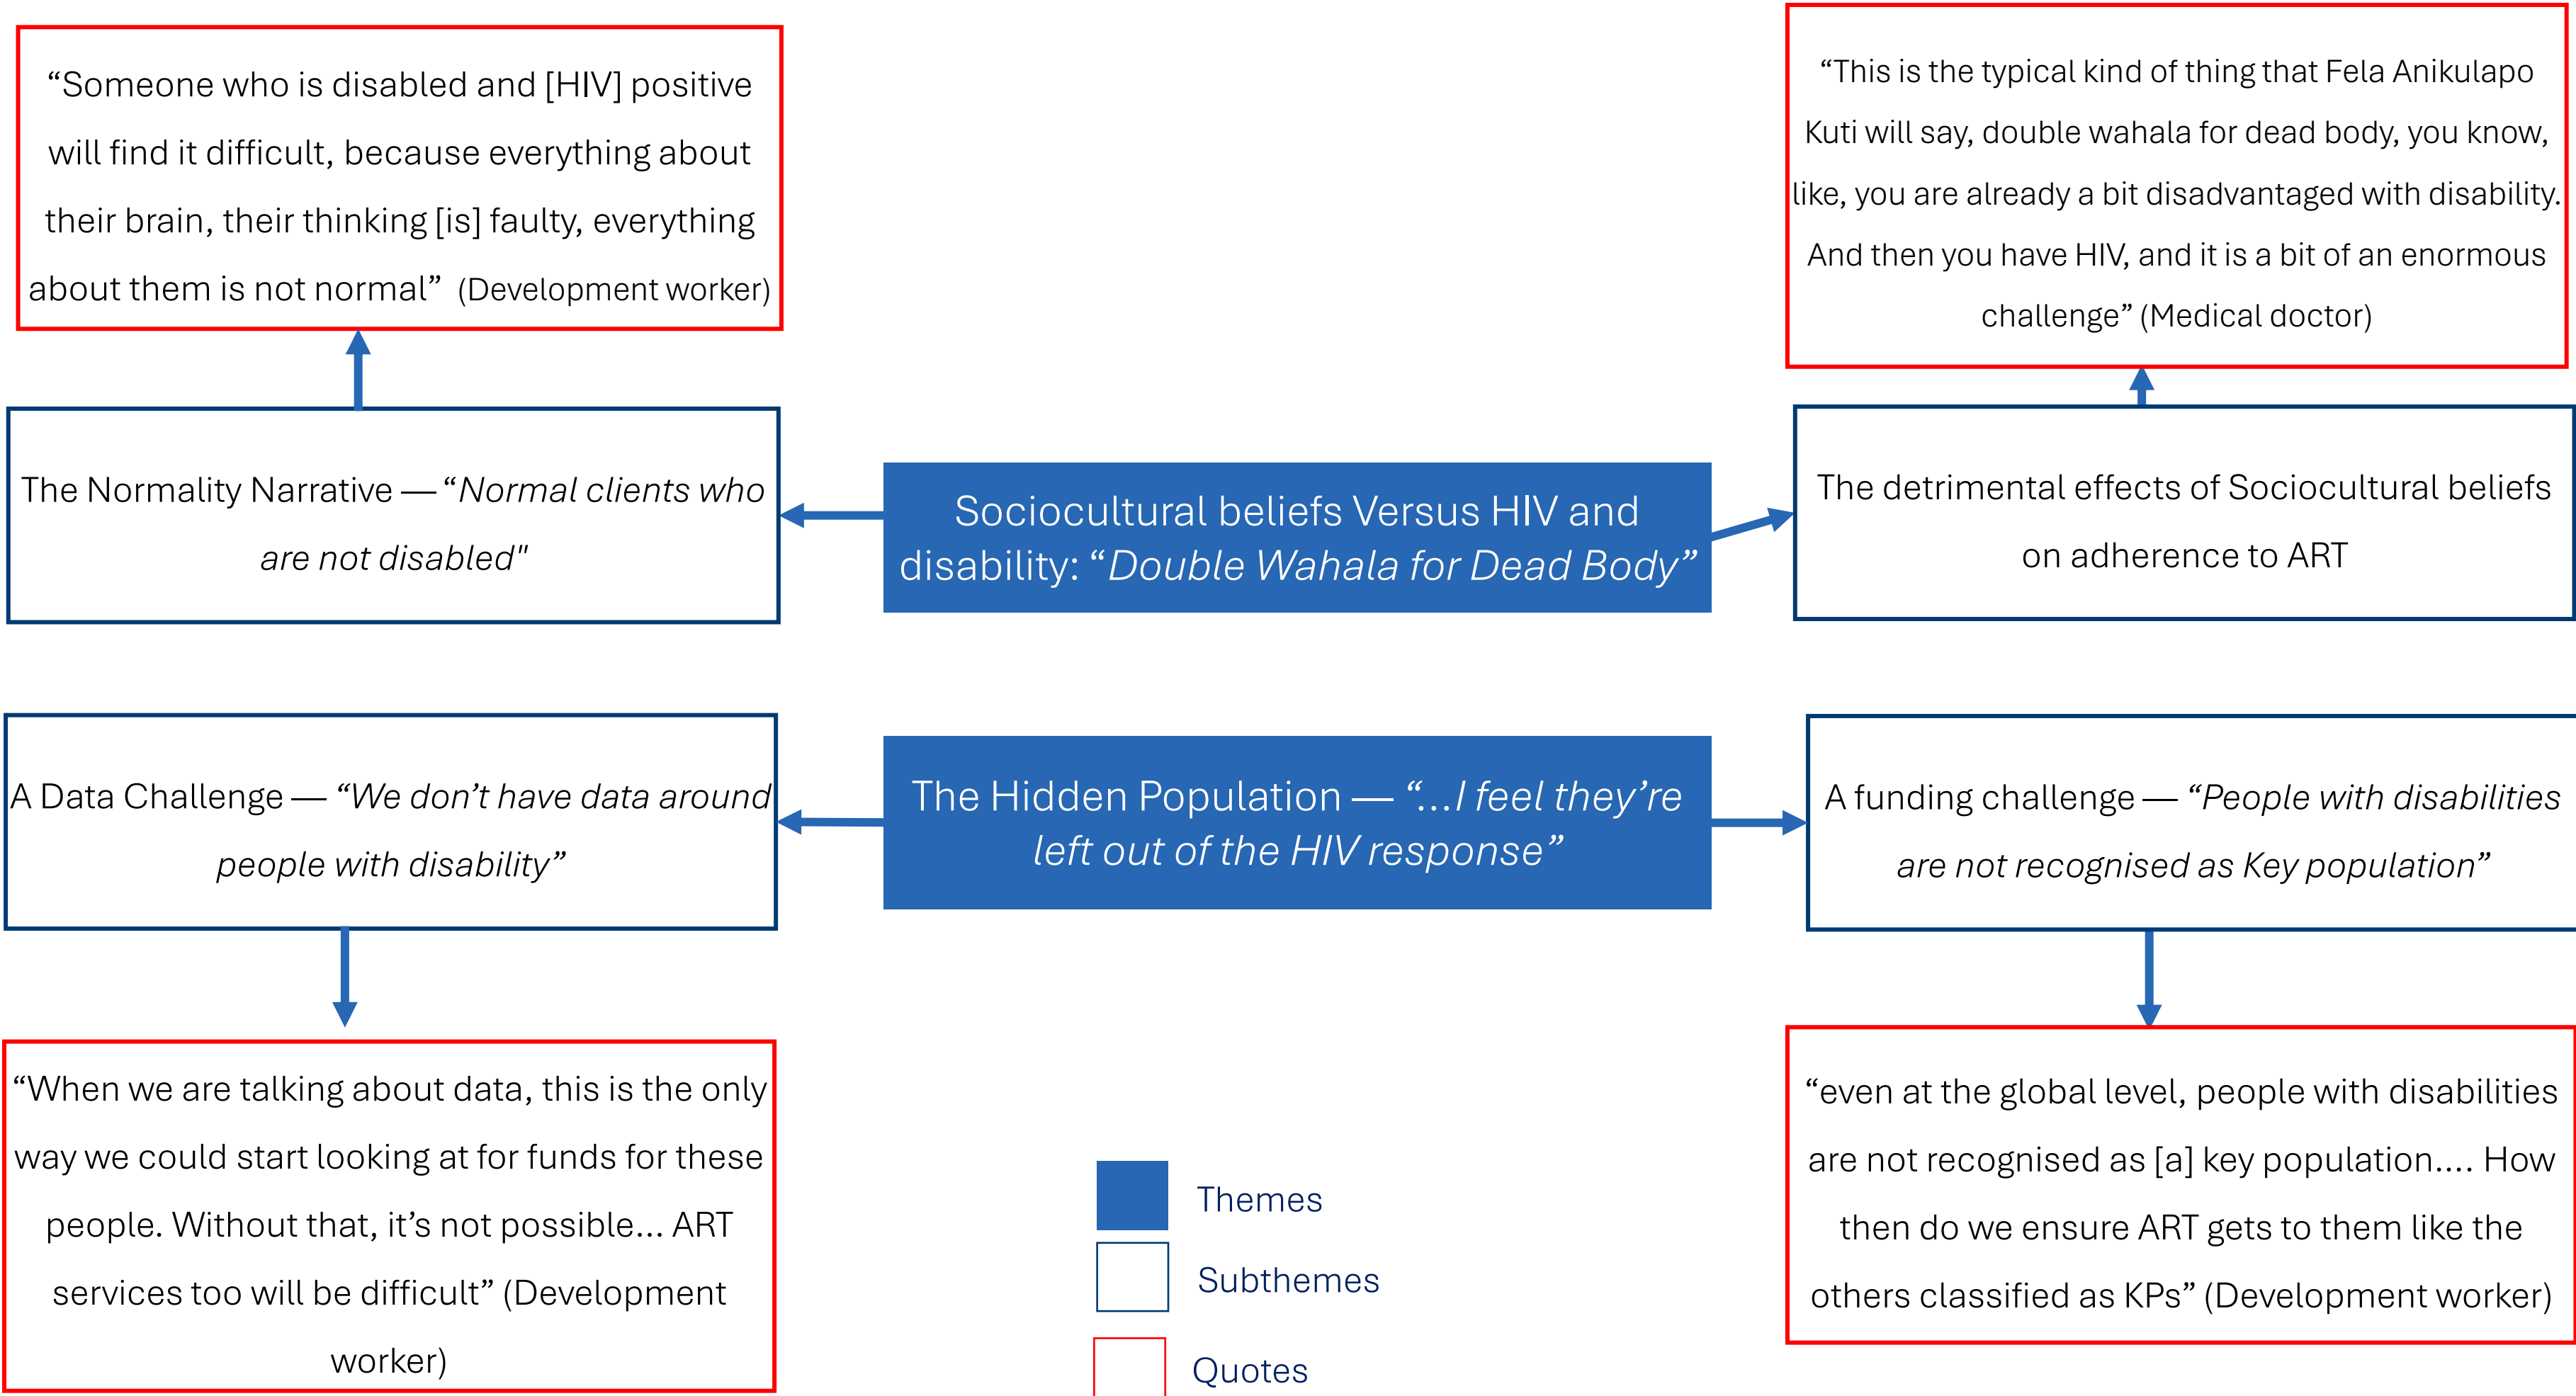 “Someone who is disabled and [HIV] positive
will find it difficult, because everything about
their brain, their thinking [is] faulty, everything
about them is not normal”  (Development worker)
“This is the typical kind of thing that Fela Anikulapo
Kuti will say, double wahala for dead body, you know,
like, you are already a bit disadvantaged with disability.
And then you have HIV, and it is a bit of an enormous
challenge” (Medical doctor)
The Normality Narrative — “Normal clients who
are not disabled"
Sociocultural beliefs Versus HIV and
disability: “Double Wahala for Dead Body”
The detrimental effects of Sociocultural beliefs
on adherence to ART
A Data Challenge — “We don’t have data around
people with disability”
The Hidden Population — “...I feel they’re
left out of the HIV response”
A funding challenge — “People with disabilities
are not recognised as Key population”
“When we are talking about data, this is the only
way we could start looking at for funds for these
people. Without that, it’s not possible... ART
services too will be difficult” (Development
worker)
“even at the global level, people with disabilities
are not recognised as [a] key population.... How
then do we ensure ART gets to them like the
others classified as KPs” (Development worker)
Themes
Subthemes
Quotes